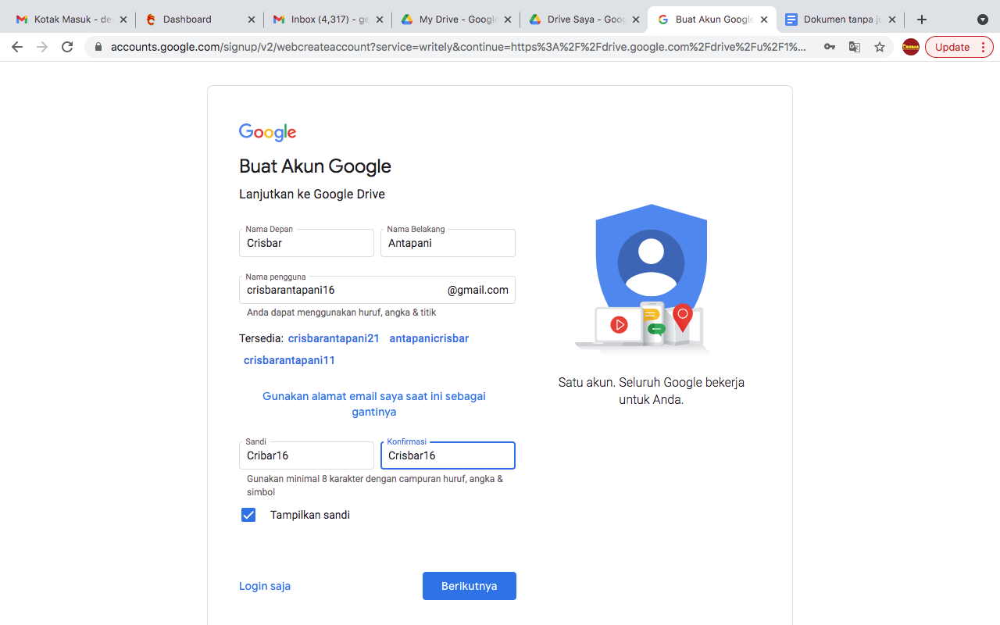 Kotak Masuk - de
Dashboard
Inbox (4,317) - ge
My Drive - Google
Drive Saya - Goog
Buat Akun Google
Dokumen tanpa ju
accounts.google.com/signup/v2/webcreateaccount?service=writely&continue=https%3A%2F%2Fdrive.google.com%2Fdrive%2Fu%2F1%...
CRISBAR
Update
Google
Buat Akun Google
Lanjutkan ke Google Drive
Nama Depan
Crisbar
Nama Belakang
Antapani
Nama pengguna
crisbarantapani16
@gmail.com
Anda dapat menggunakan huruf, angka & titik
Tersedia: crisbarantapani21 antapanicrisbar
crisbarantapani11
Gunakan alamat email saya saat ini sebagai
gantinya
Sandi
Cribar16
Konfirmasi
Crisbar16
Gunakan minimal 8 karakter dengan campuran huruf, angka &
simbol
Tampilkan sandi
Login saja
Berikutnya
Satu akun. Seluruh Google bekerja
untuk Anda.